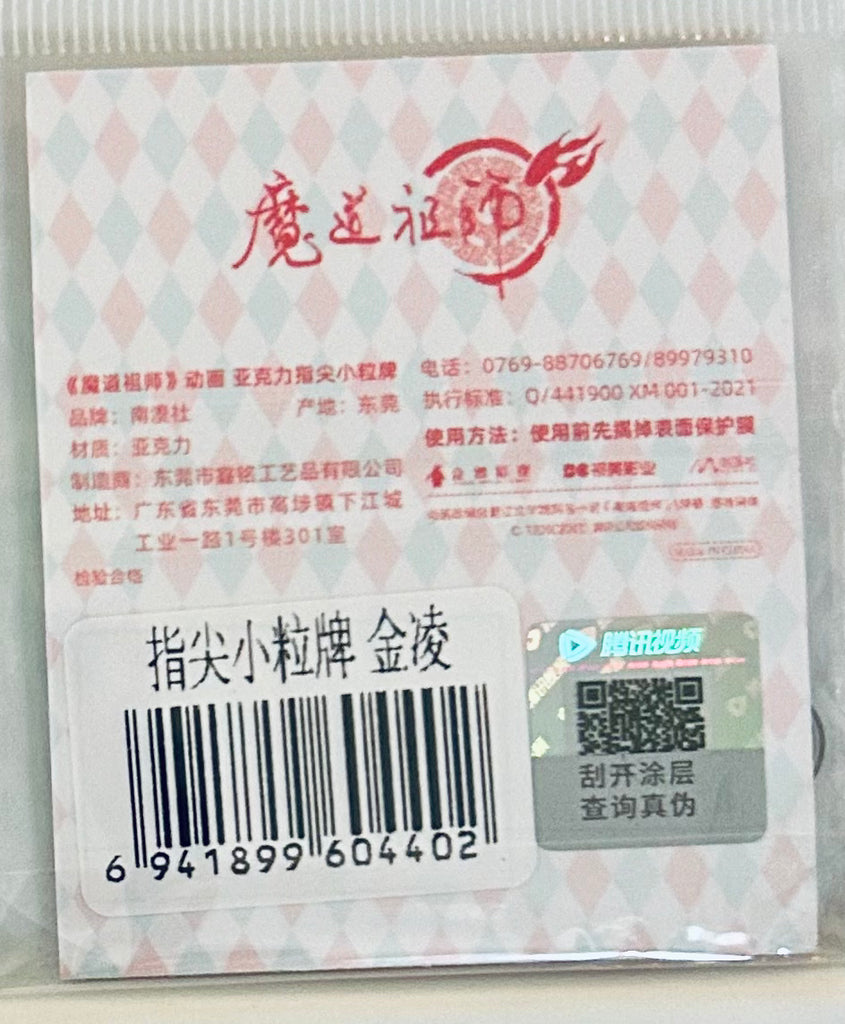 魔道祖师
《魔道祖师》动画 亚克力指尖小粒牌
品牌：南漫社 产地：东莞
材质：亚克力
制造商：东莞市鑫铭工艺品有限公司
地址：广东省东莞市高埗镇下江城
工业一路1号楼301室
检验合格
电话：0769-88706769/89979310
执行标准：Q/441900 XM 001-2021
使用方法：使用前先揭掉表面保护膜
指尖小粒牌 金凌
6 941899 604402
腾讯视频
刮开涂层
查询真伪